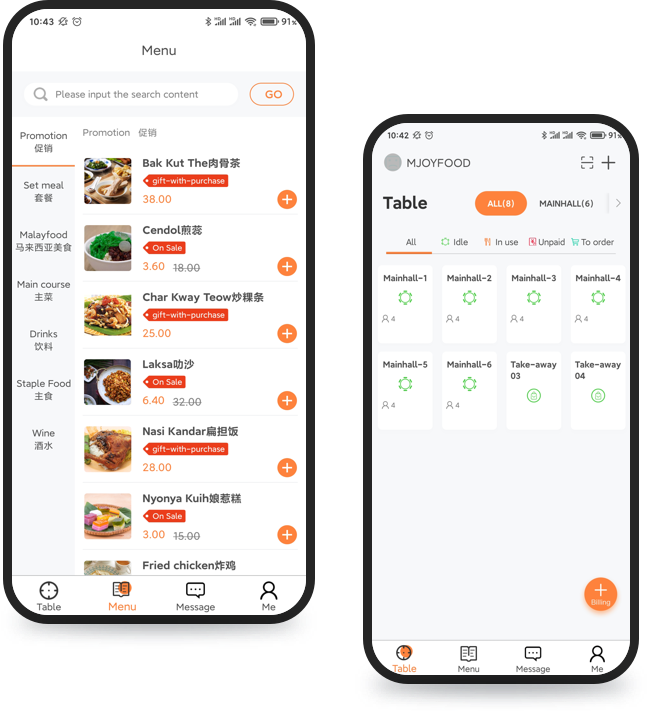 10:43
91%
Menu
Please input the search content
GO
Promotion
促销
Set meal
套餐
Malayfood
马来西亚美食
Main course
主菜
Drinks
饮料
Staple Food
主食
Wine
酒水
Promotion 促销
Bak Kut The肉骨茶
gift-with-purchase
38.00
Cendol煎蕊
On Sale
3.60 18.00
Char Kway Teow炒粿条
gift-with-purchase
25.00
Laksa叻沙
On Sale
6.40 32.00
Nasi Kandar扁担饭
gift-with-purchase
28.00
Nyonya Kuih娘惹糕
On Sale
3.00 15.00
Fried chicken炸鸡
Table
Menu
Message
Me
10:42
91%
MJOYFOOD
Table
ALL(8)
MAINHALL(6)
All
Idle
In use
Unpaid
To order
Mainhall-1
4
Mainhall-2
4
Mainhall-3
4
Mainhall-4
4
Mainhall-5
4
Mainhall-6
4
Take-away
03
Take-away
04
Billing
Table
Menu
Message
Me